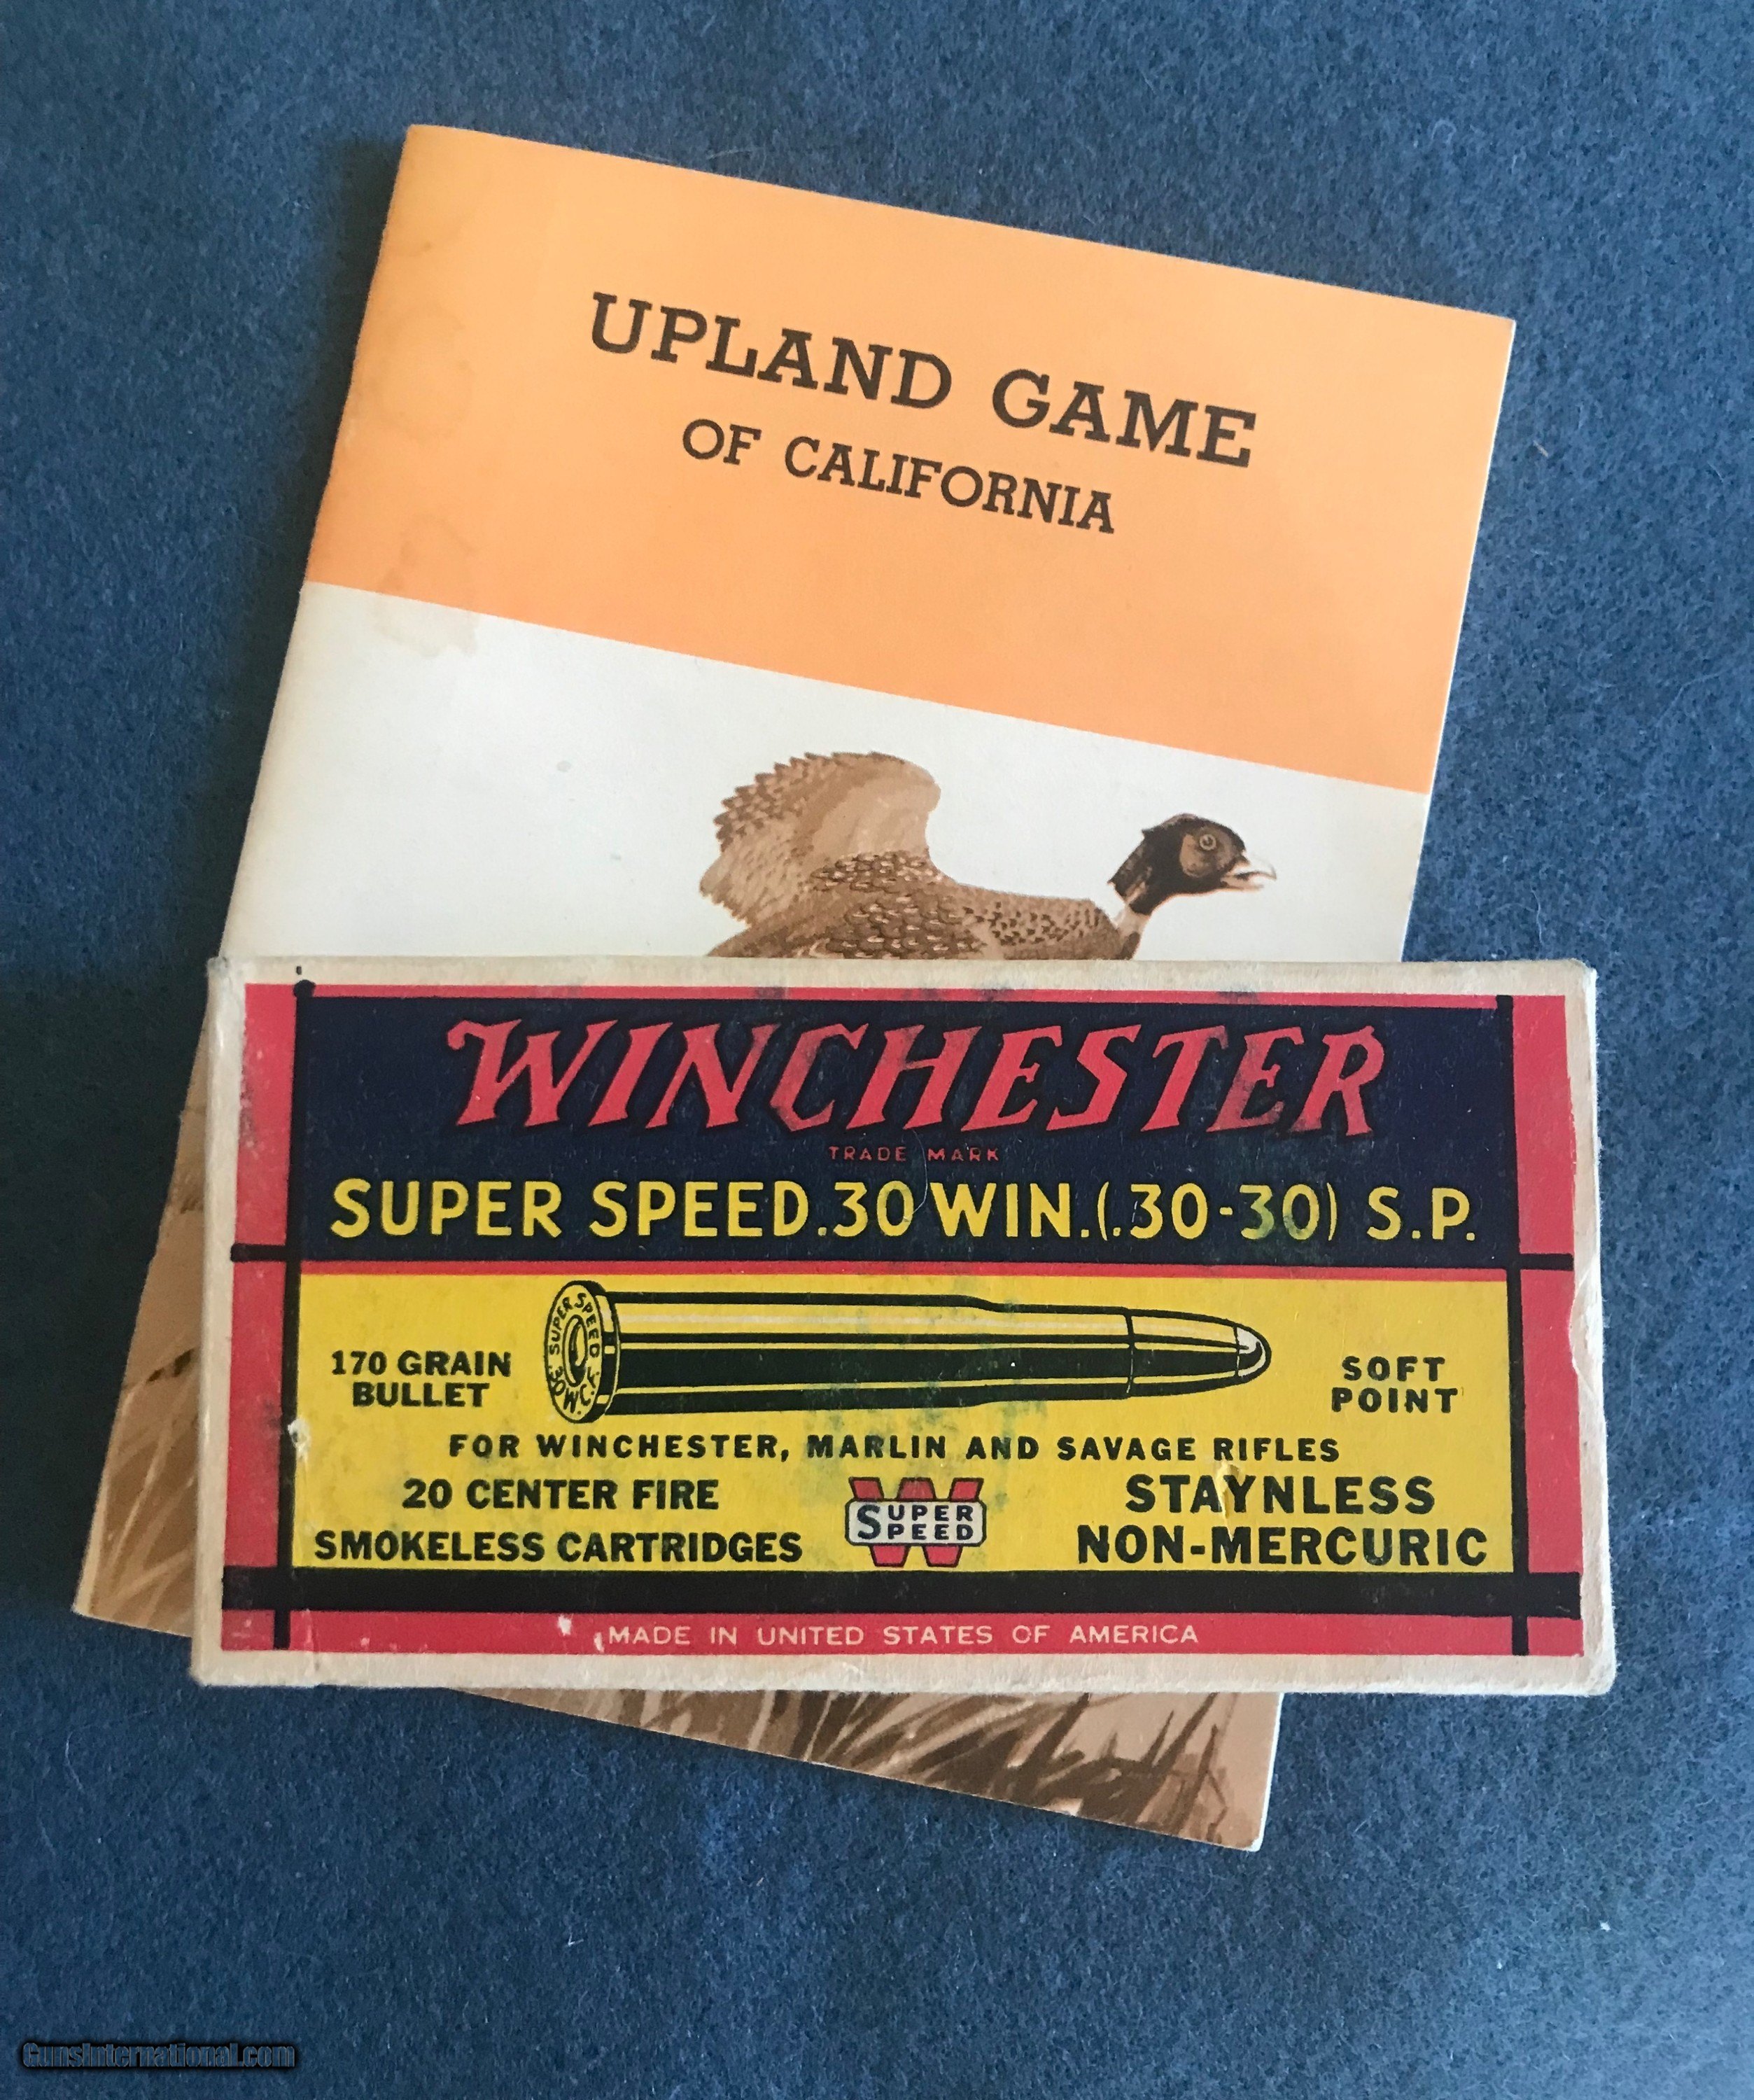 UPLAND GAME
OF CALIFORNIA
WINCHESTER
TRADE MARK
SUPER SPEED .30 WIN. (.30-30) S.P.
SUPER SPEED
30 W.C.F.
170 GRAIN
BULLET
SOFT
POINT
FOR WINCHESTER, MARLIN AND SAVAGE RIFLES
20 CENTER FIRE
SMOKELESS CARTRIDGES
SUPER
SPEED
STAYNLESS
NON-MERCURIC
MADE IN UNITED STATES OF AMERICA
GunsInternational.com